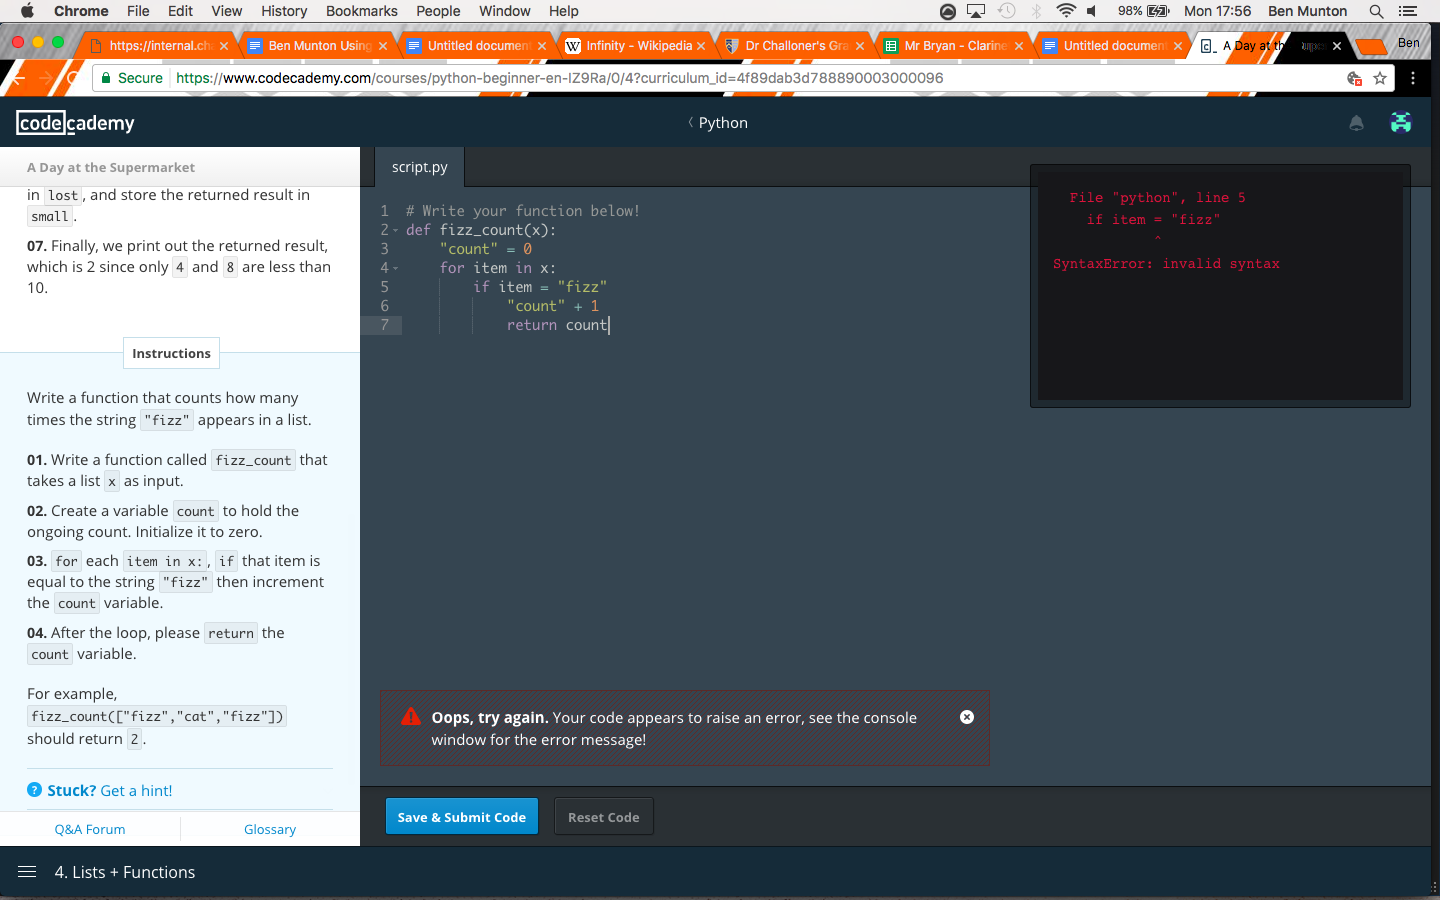 Chrome File Edit View History Bookmarks People Window Help 98% Mon 17:56 Ben Munton
https://internal.ch Ben Munton Using Untitled document Infinity - Wikipedia Dr Challoner's Gra Mr Bryan - Clarine Untitled document A Day at th Ben
Secure https://www.codecademy.com/courses/python-beginner-en-IZ9Ra/0/4?curriculum_id=4f89dab3d788890003000096
codecademy
Python
A Day at the Supermarket
in lost, and store the returned result in
small.
07. Finally, we print out the returned result,
which is 2 since only 4 and 8 are less than
10.
Instructions
Write a function that counts how many
times the string "fizz" appears in a list.
01. Write a function called fizz_count that
takes a list x as input.
02. Create a variable count to hold the
ongoing count. Initialize it to zero.
03. for each item in x:, if that item is
equal to the string "fizz" then increment
the count variable.
04. After the loop, please return the
count variable.
For example,
fizz_count(["fizz","cat","fizz"])
should return 2.
Stuck? Get a hint!
Q&A Forum Glossary
script.py
1 # Write your function below!
2 def fizz_count(x):
3 "count" = 0
4 for item in x:
5 if item = "fizz"
6 "count" + 1
7 return count
File "python", line 5
if item = "fizz"
^
SyntaxError: invalid syntax
Oops, try again. Your code appears to raise an error, see the console
window for the error message!
Save & Submit Code Reset Code
4. Lists + Functions